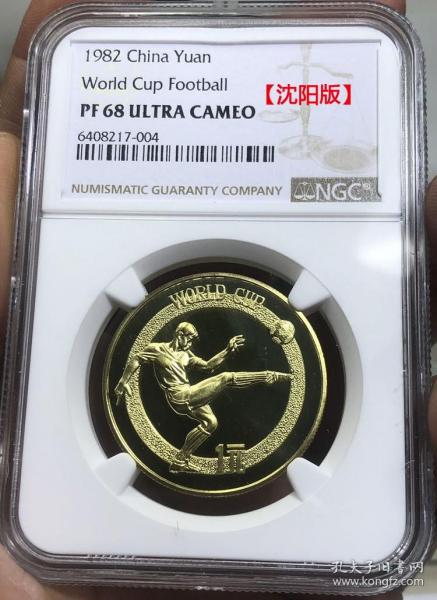 1982 China Yuan
World Cup Football
PF 68 ULTRA CAMEO
【沈阳版】
6408217-004
NUMISMATIC GUARANTY COMPANY
NGC
WORLD CUP
1元
孔夫子旧书网
www.kongfz.com